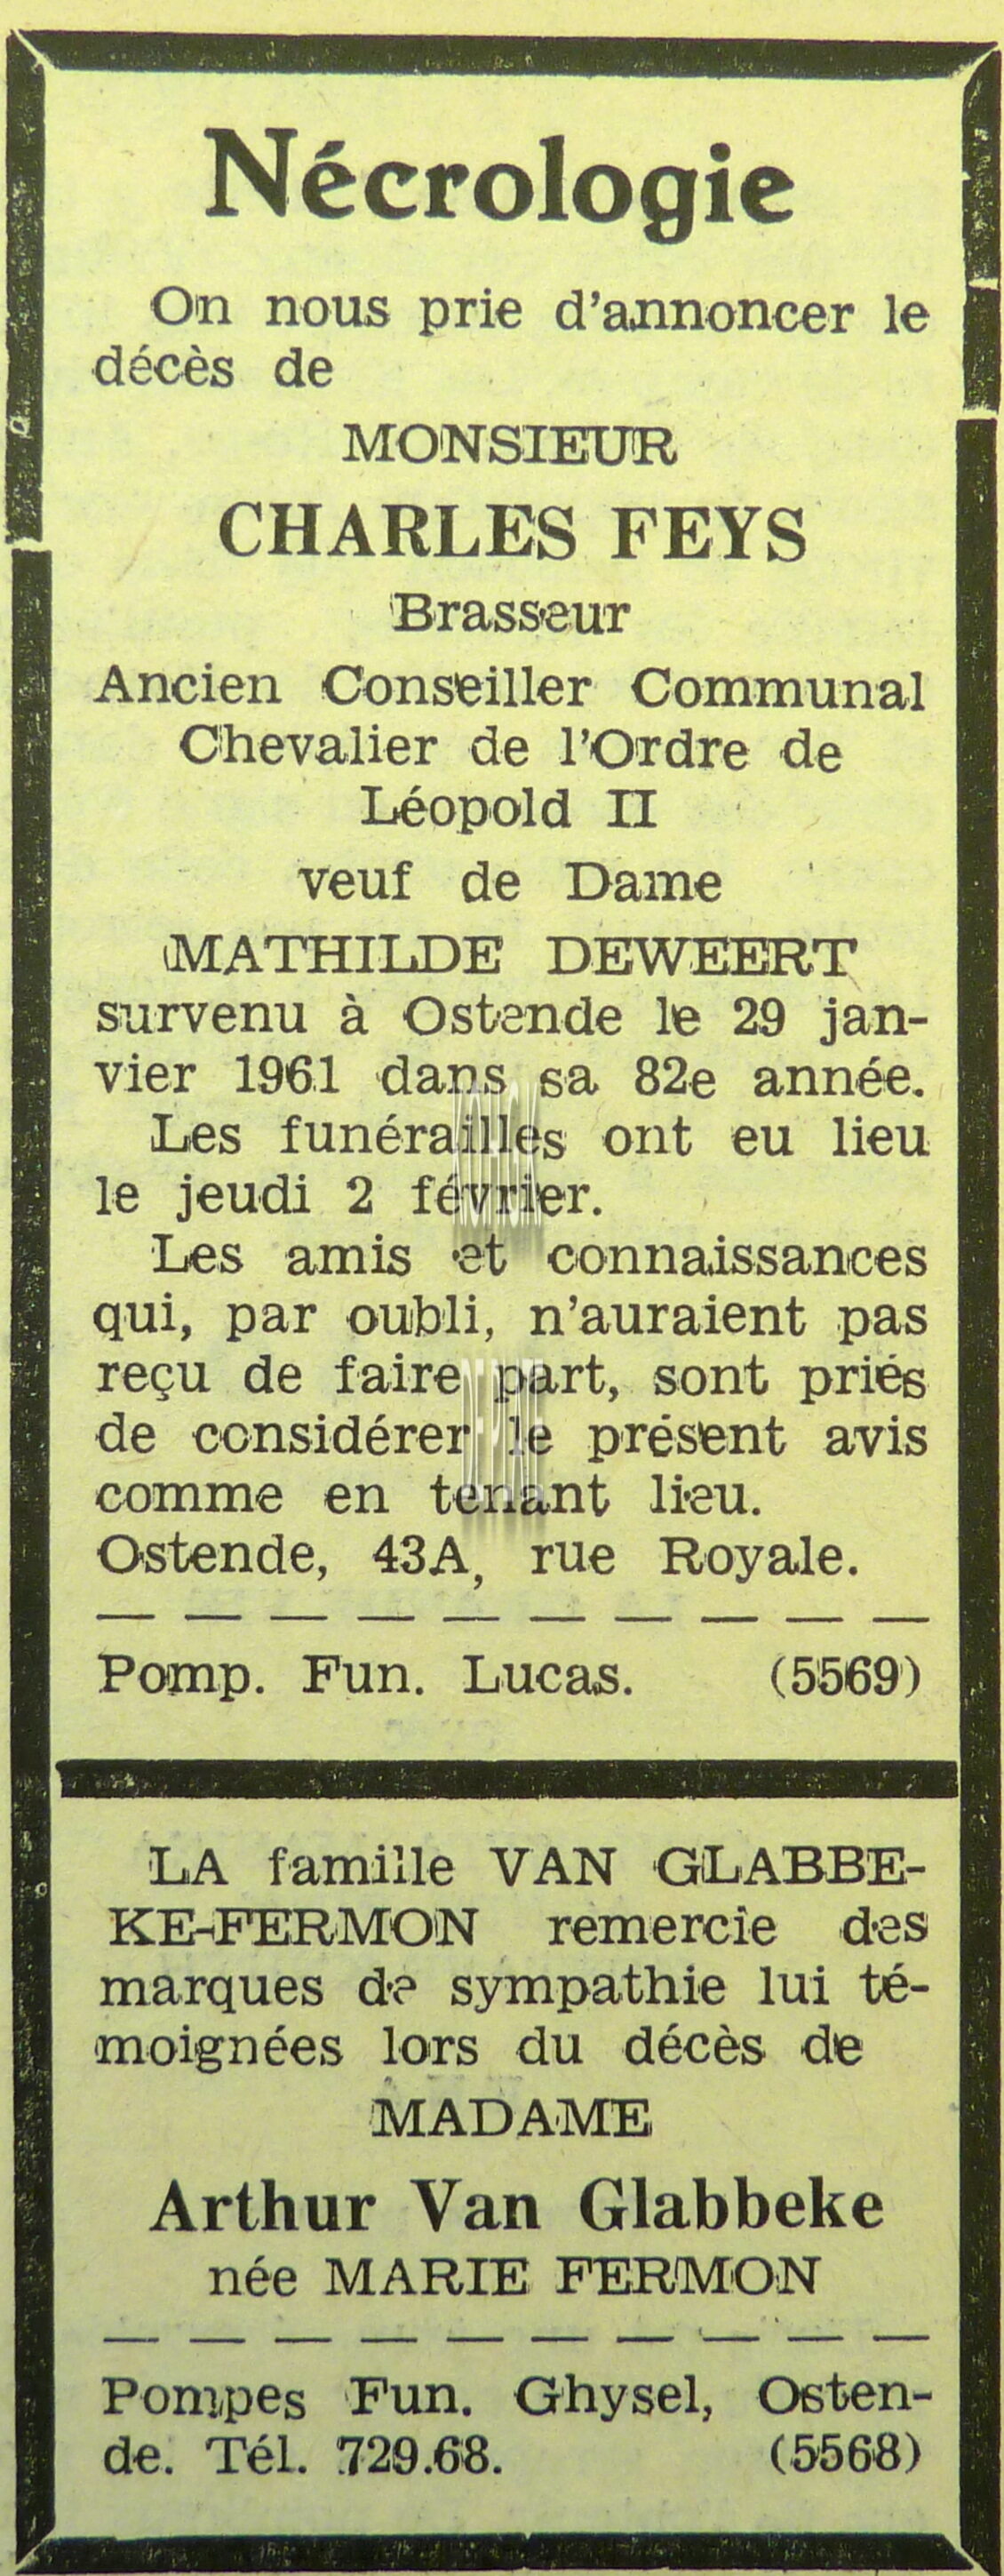 Nécrologie
On nous prie d'annoncer le
décès de
MONSIEUR
CHARLES FEYS
Brasseur
Ancien Conseiller Communal
Chevalier de l'Ordre de
Léopold II
veuf de Dame
MATHILDE DEWEERT
survenu à Ostende le 29 jan-
vier 1961 dans sa 82e année.
Les funérailles ont eu lieu
le jeudi 2 février.
Les amis et connaissances
qui, par oubli, n'auraient pas
reçu de faire part, sont priés
de considérer le présent avis
comme en tenant lieu.
Ostende, 43A, rue Royale.
Pomp. Fun. Lucas. (5569)
LA famille VAN GLABBE-
KE-FERMON remercie des
marques de sympathie lui té-
moignées lors du décès de
MADAME
Arthur Van Glabbeke
née MARIE FERMON
Pompes Fun. Ghysel, Osten-
de. Tél. 729.68. (5568)